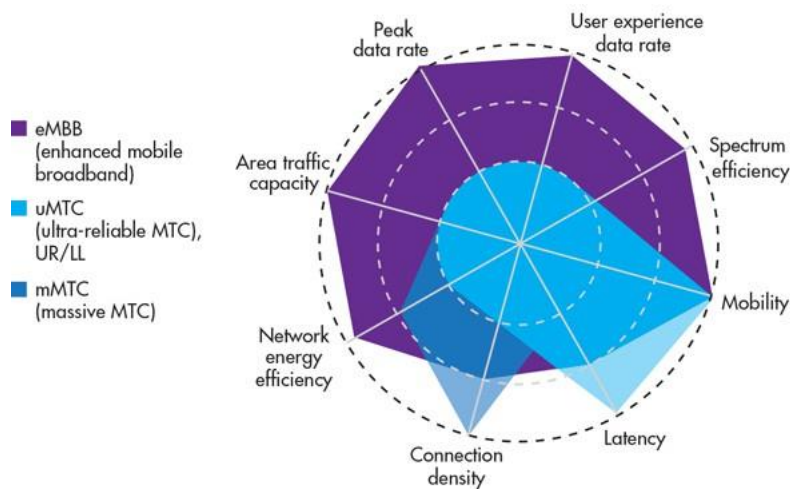 Peak
data rate
User experience
data rate
eMBB
(enhanced mobile
broadband)
Area traffic
capacity
Spectrum
efficiency
uMTC
(ultra-reliable MTC),
UR/LL
mMTC
(massive MTC)
Mobility
Network
energy
efficiency
Connection
density
Latency